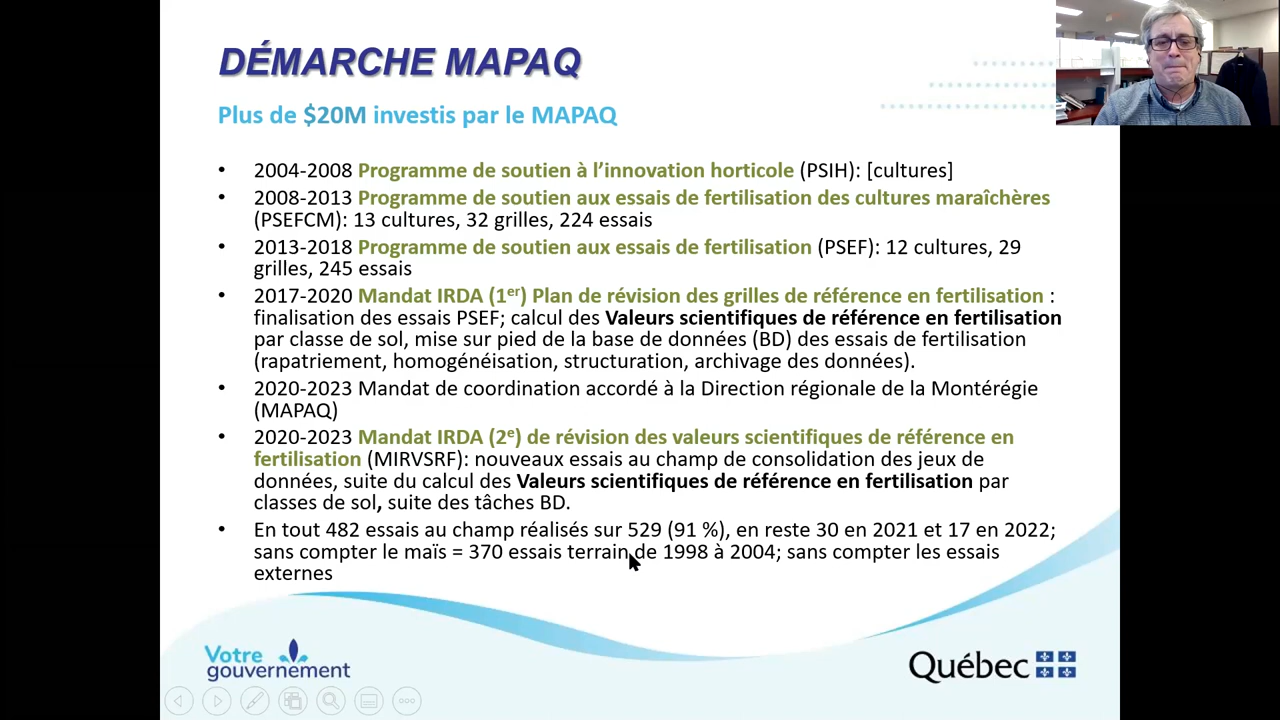 DÉMARCHE MAPAQ
Plus de $20M investis par le MAPAQ
• 2004-2008 Programme de soutien à l’innovation horticole (PSIH): [cultures]
• 2008-2013 Programme de soutien aux essais de fertilisation des cultures maraîchères
(PSEFCM): 13 cultures, 32 grilles, 224 essais
• 2013-2018 Programme de soutien aux essais de fertilisation (PSEF): 12 cultures, 29
grilles, 245 essais
• 2017-2020 Mandat IRDA (1er) Plan de révision des grilles de référence en fertilisation :
finalisation des essais PSEF; calcul des Valeurs scientifiques de référence en fertilisation
par classe de sol, mise sur pied de la base de données (BD) des essais de fertilisation
(rapatriement, homogénéisation, structuration, archivage des données).
• 2020-2023 Mandat de coordination accordé à la Direction régionale de la Montérégie
(MAPAQ)
• 2020-2023 Mandat IRDA (2e) de révision des valeurs scientifiques de référence en
fertilisation (MIRVSRF): nouveaux essais au champ de consolidation des jeux de
données, suite du calcul des Valeurs scientifiques de référence en fertilisation par
classes de sol, suite des tâches BD.
• En tout 482 essais au champ réalisés sur 529 (91 %), en reste 30 en 2021 et 17 en 2022;
sans compter le maïs = 370 essais terrain de 1998 à 2004; sans compter les essais
externes
Votre
gouvernement
Québec